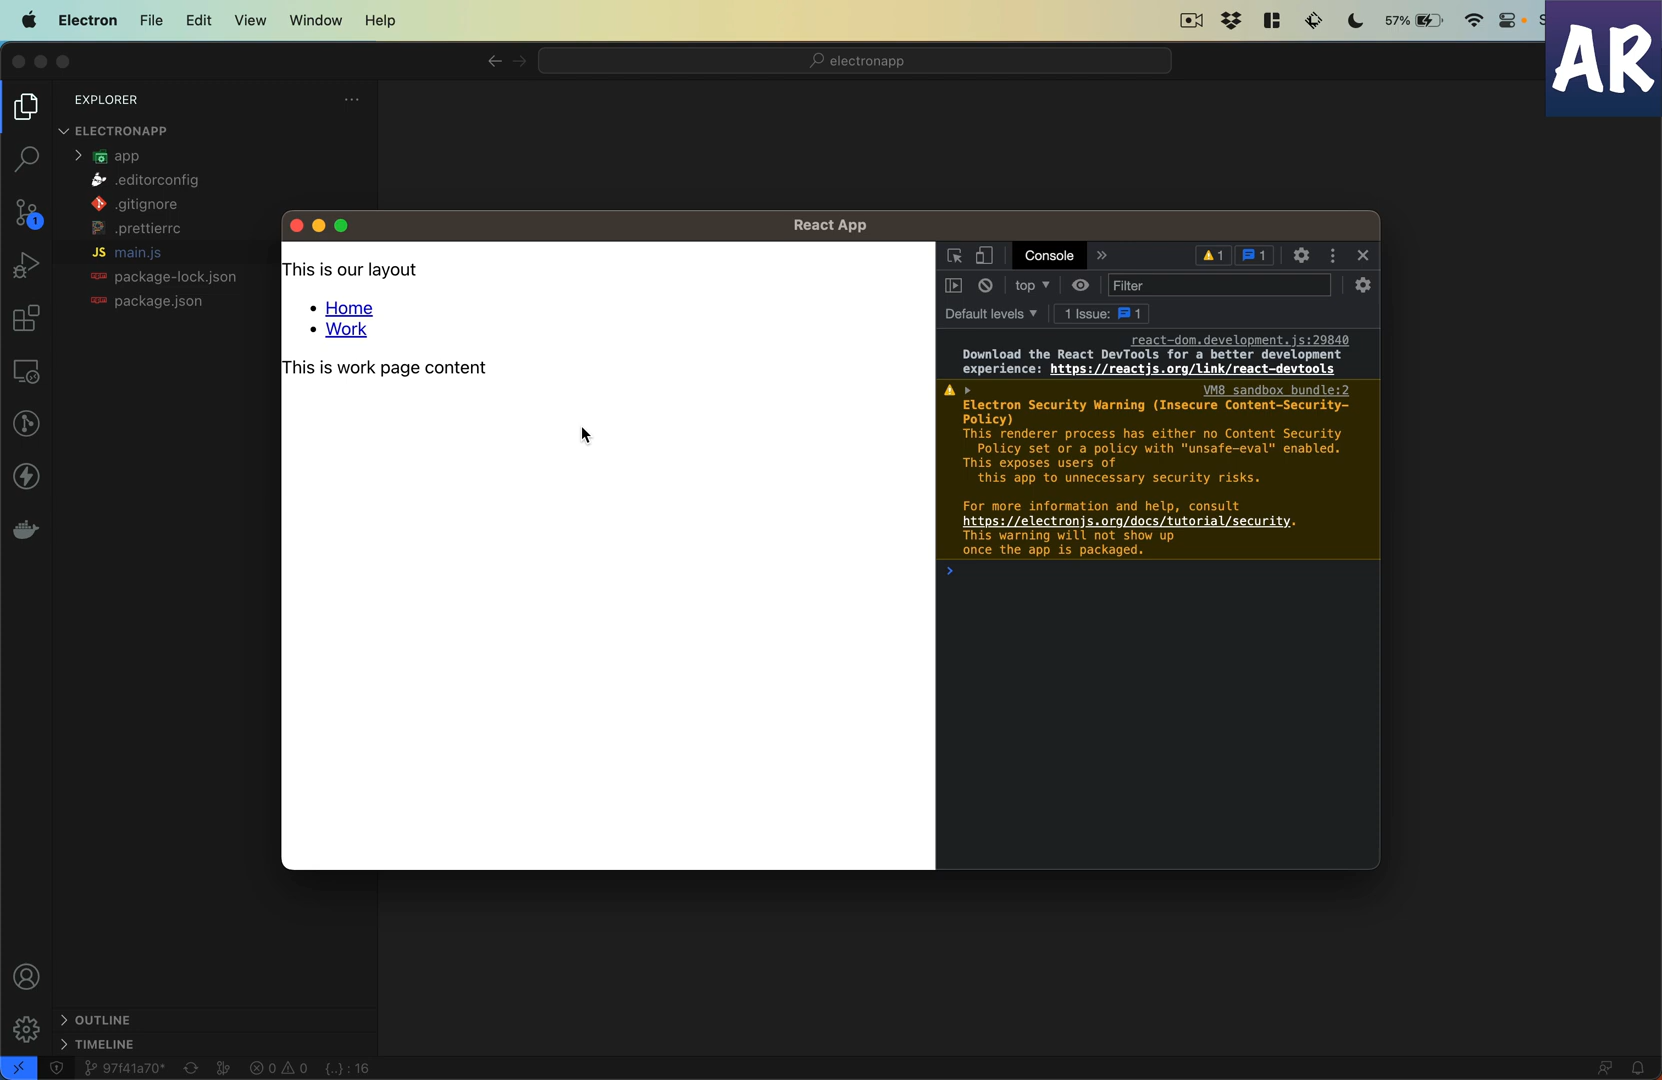 Electron File Edit View Window Help 57%
AR
electronapp
EXPLORER ...
ELECTRONAPP
app
.editorconfig
.gitignore
.prettierrc
JS main.js
package-lock.json
package.json
1
React App
This is our layout
• Home
• Work
This is work page content
Console » 1 1
top Filter
Default levels 1 Issue: 1
react-dom.development.js:29840
Download the React DevTools for a better development
experience: https://reactjs.org/link/react-devtools
VM8 sandbox_bundle:2
Electron Security Warning (Insecure Content-Security-
Policy)
This renderer process has either no Content Security
Policy set or a policy with "unsafe-eval" enabled.
This exposes users of
this app to unnecessary security risks.
For more information and help, consult
https://electronjs.org/docs/tutorial/security.
This warning will not show up
once the app is packaged.
>
OUTLINE
TIMELINE
97f41a70* 0 0 {..} : 16